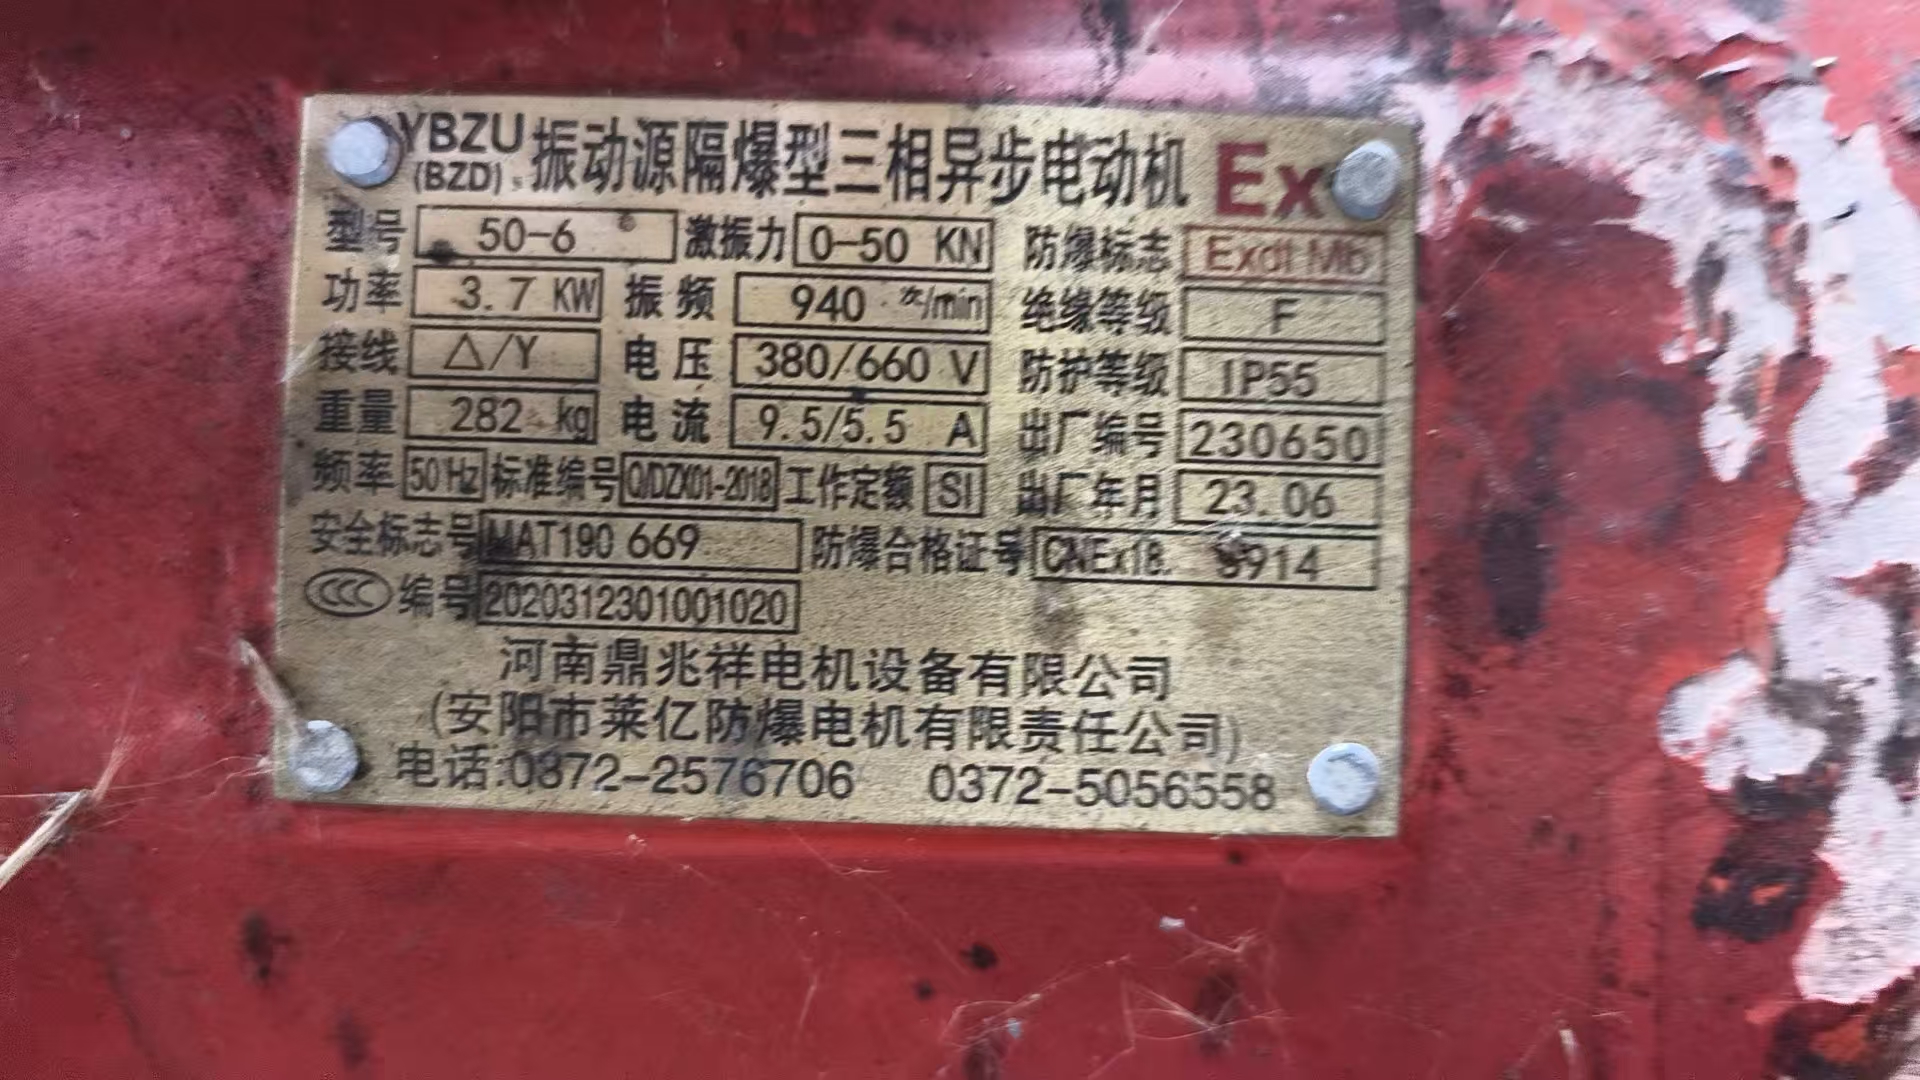 YBZU (BZD) 振动源隔爆型三相异步电动机 Ex
型号 50-6 激振力 0-50 KN 防爆标志 ExdI Mb
功率 3.7 KW 振频 940 次/min 绝缘等级 F
接线 △/Y 电压 380/660 V 防护等级 IP55
重量 282 kg 电流 9.5/5.5 A 出厂编号 230650
频率 50Hz 标准编号 Q/DZX01-2018 工作定额 SI 出厂年月 23.06
安全标志号 MAT190 669 防爆合格证号 CNEx18. 914
CCC 编号 2020312301001020
河南鼎兆祥电机设备有限公司
(安阳市莱亿防爆电机有限责任公司)
电话:0372-2576706 0372-5056558